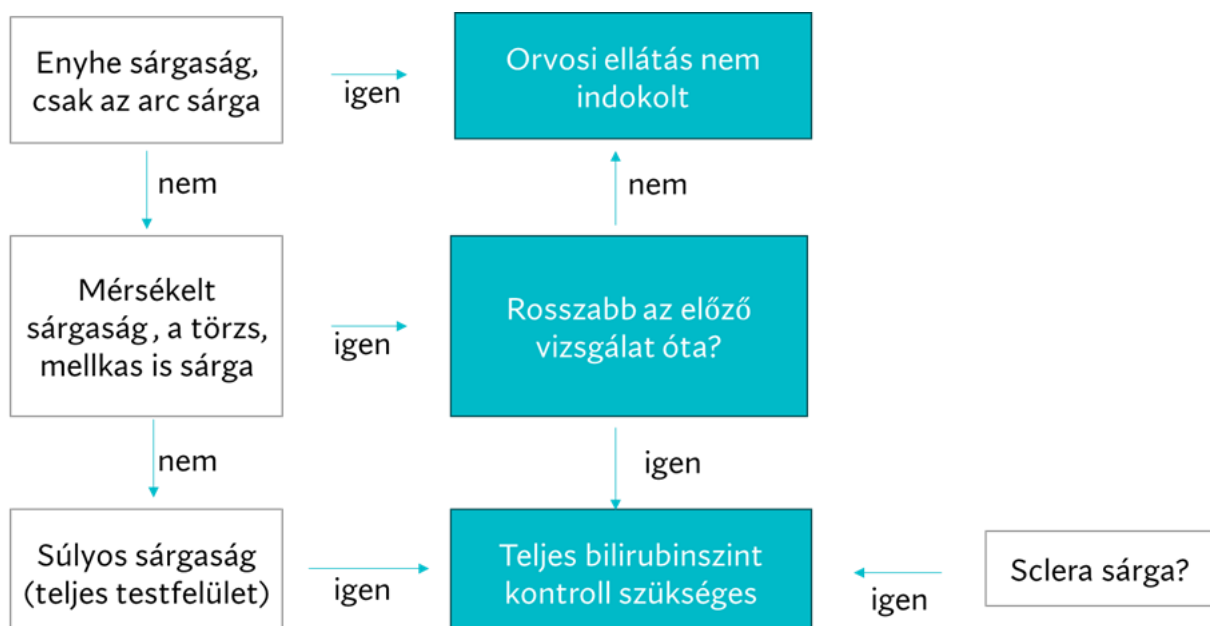 Enyhe sárgaság,
csak az arc sárga
igen
Orvosi ellátás nem
indokolt
nem
nem
Mérsékelt
sárgaság , a törzs,
mellkas is sárga
igen
Rosszabb az előző
vizsgálat óta?
nem
igen
Súlyos sárgaság
(teljes testfelület)
igen
Teljes bilirubinszint
kontroll szükséges
igen
Sclera sárga?